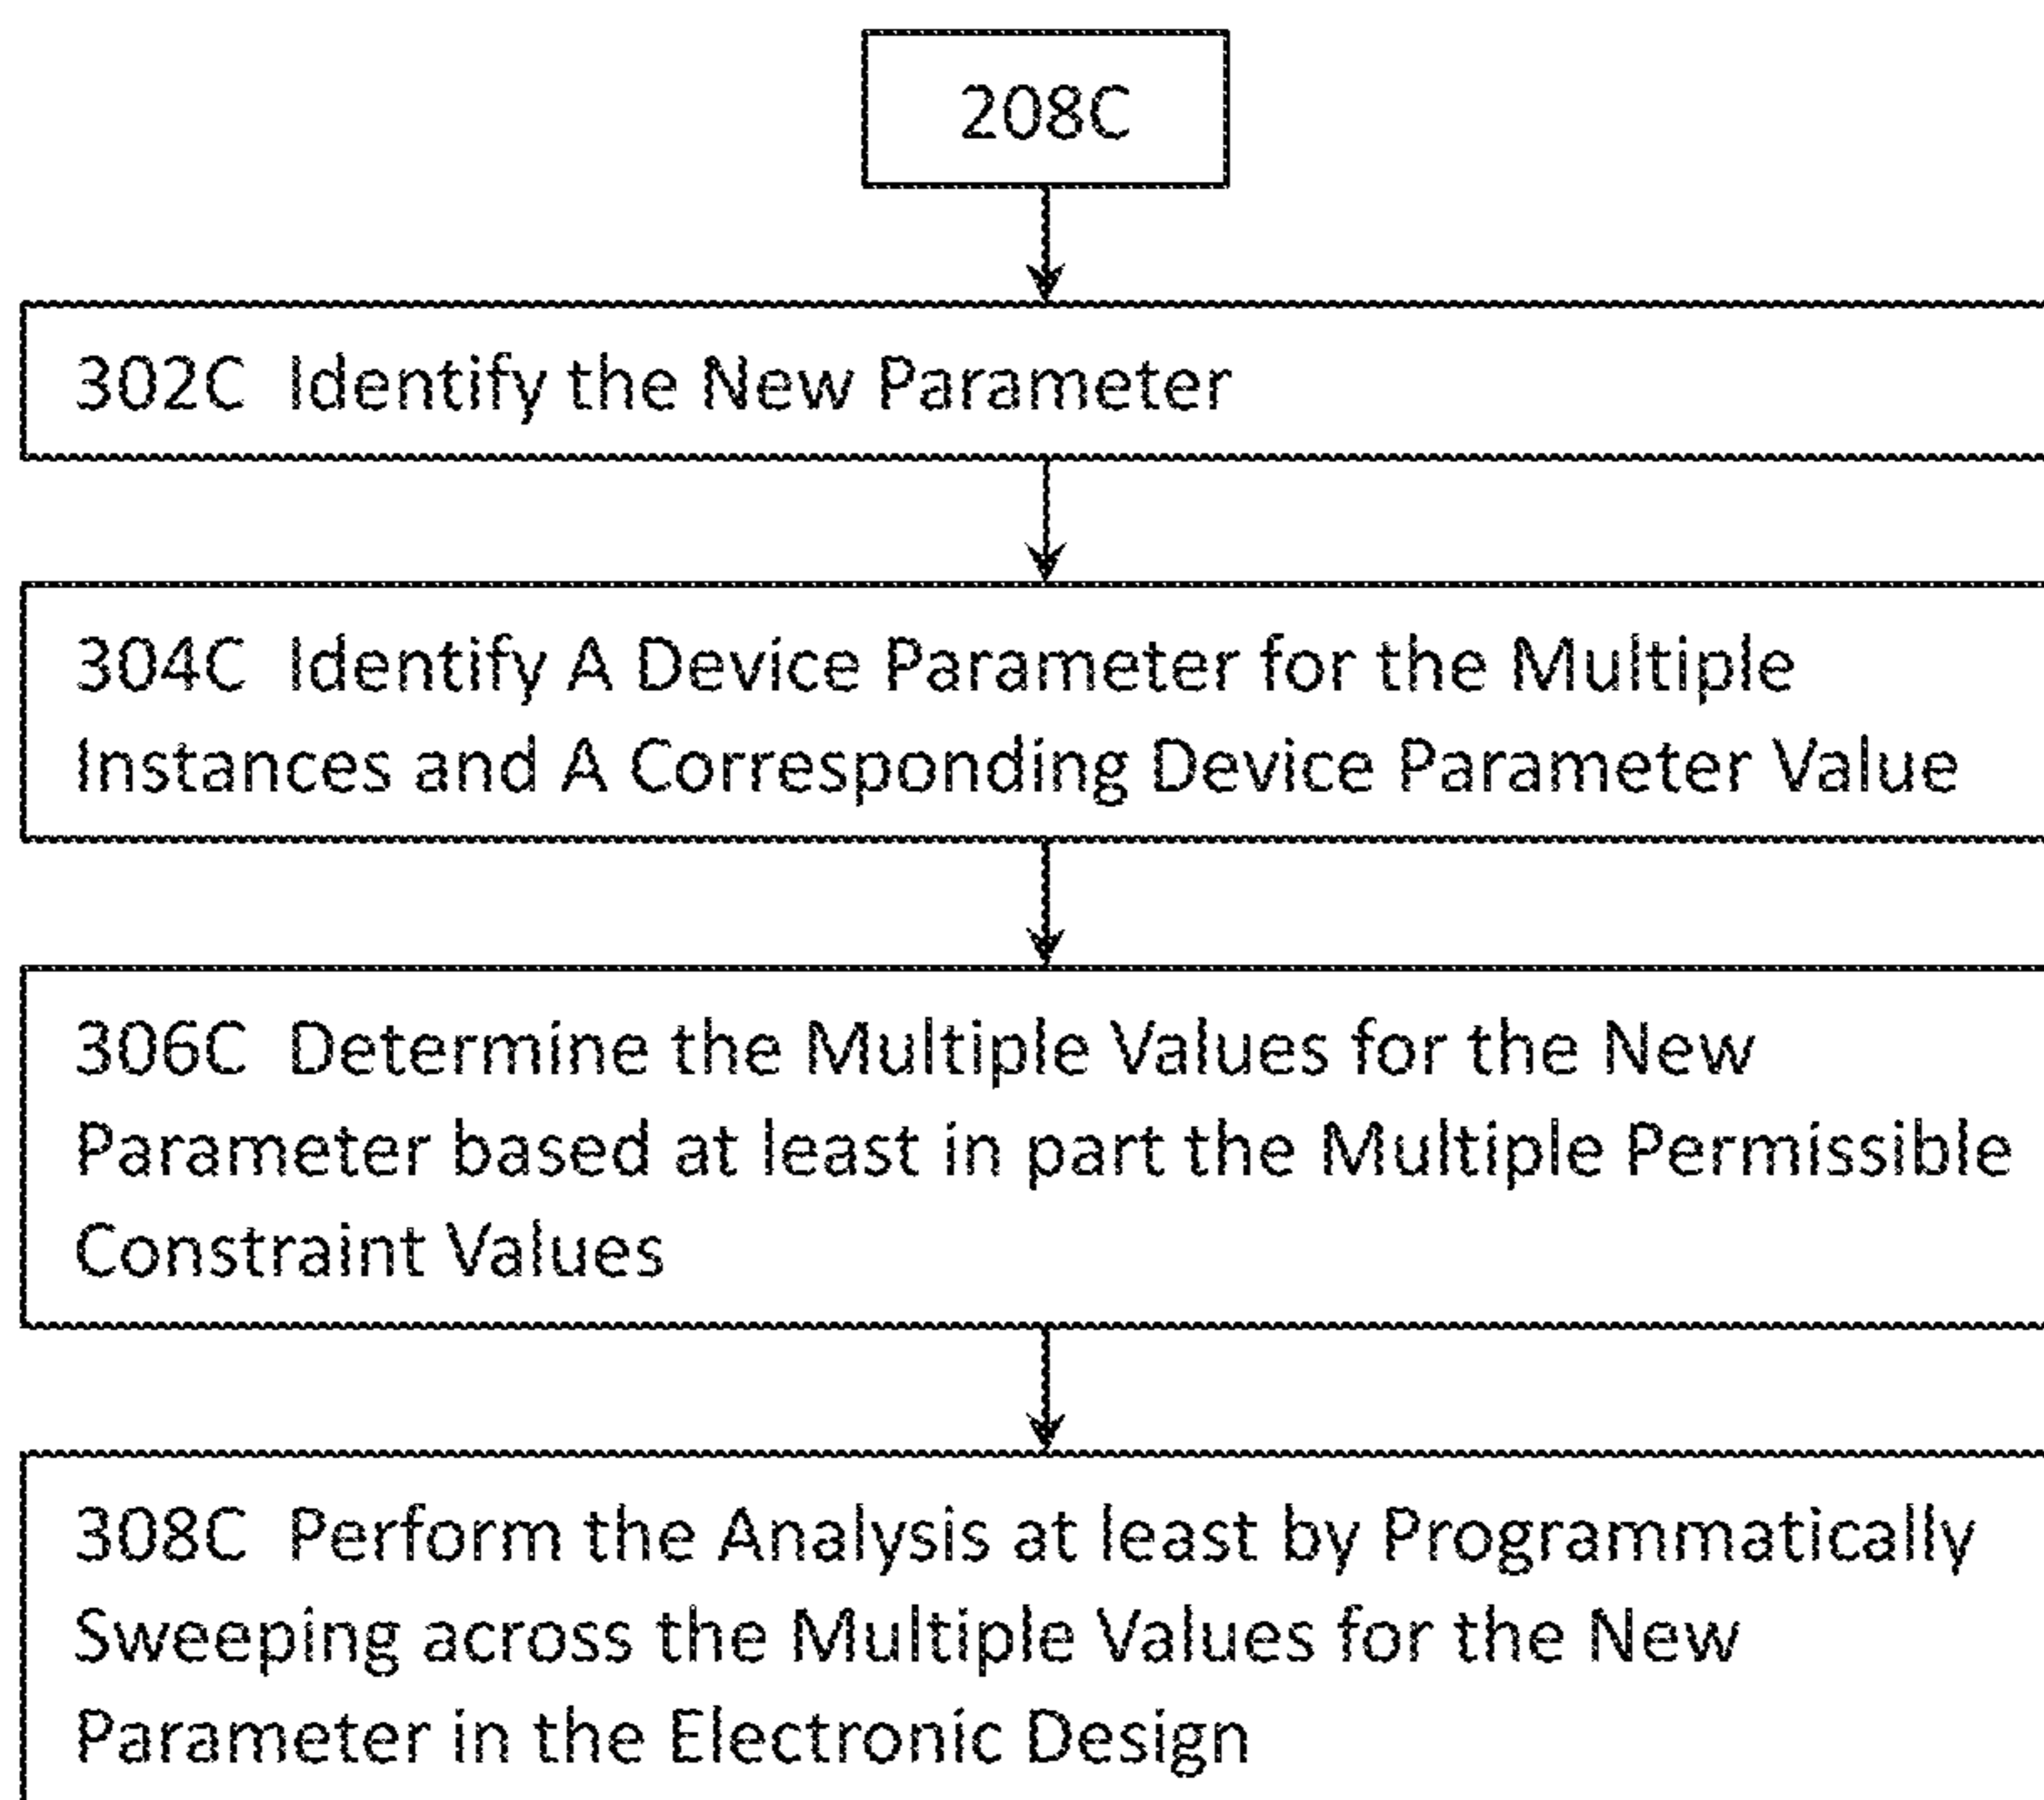 208C
302C Identify the New Parameter
304C Identify A Device Parameter for the Multiple
Instances and A Corresponding Device Parameter Value
306C Determine the Multiple Values for the New
Parameter based at least in part the Multiple Permissible
Constraint Values
308C Perform the Analysis at least by Programmatically
Sweeping across the Multiple Values for the New
Parameter in the Electronic Design